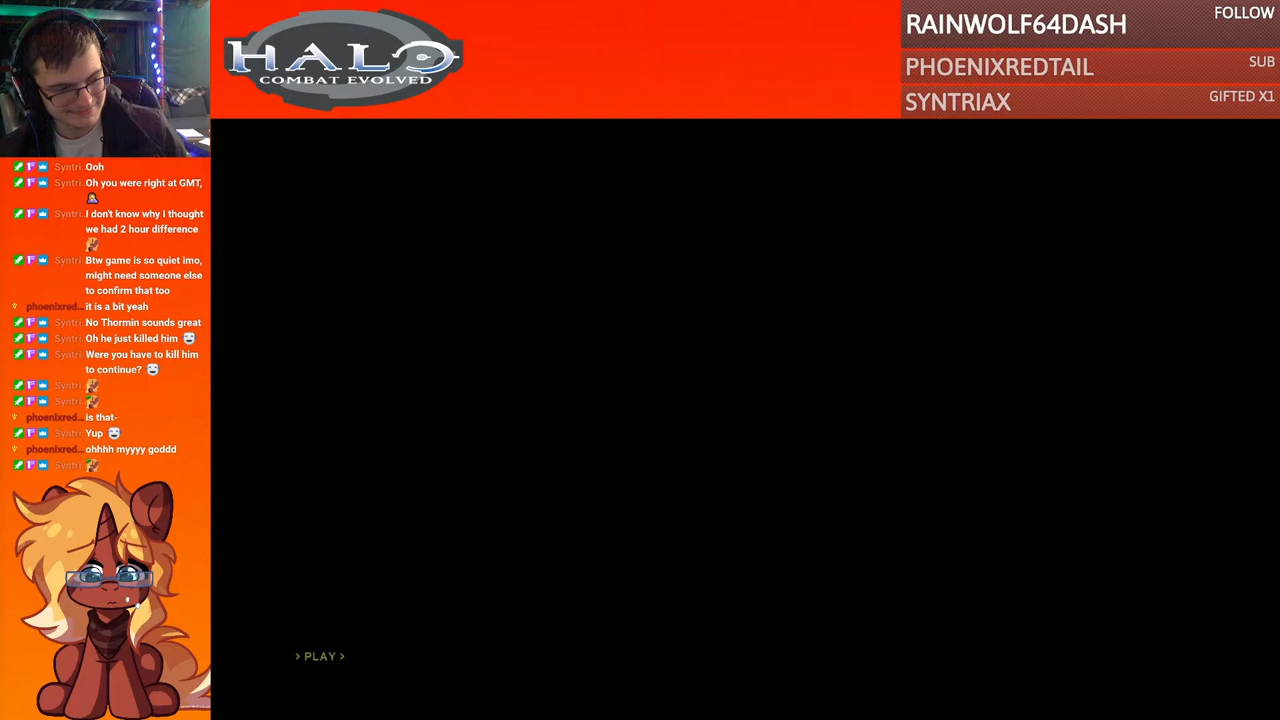 HALO
COMBAT EVOLVED
RAINWOLF64DASH FOLLOW
PHOENIXREDTAIL SUB
SYNTRIAX GIFTED X1
Syntri... Ooh
Syntri... Oh you were right at GMT,
Syntri... I don't know why I thought
we had 2 hour difference
Syntri... Btw game is so quiet imo,
might need someone else
to confirm that too
phoenixred... it is a bit yeah
Syntri... No Thormin sounds great
Syntri... Oh he just killed him
Syntri... Were you have to kill him
to continue?
Syntri...
Syntri...
phoenixred... is that-
Syntri... Yup
phoenixred... ohhhh myyyy goddd
Syntri...
> PLAY >